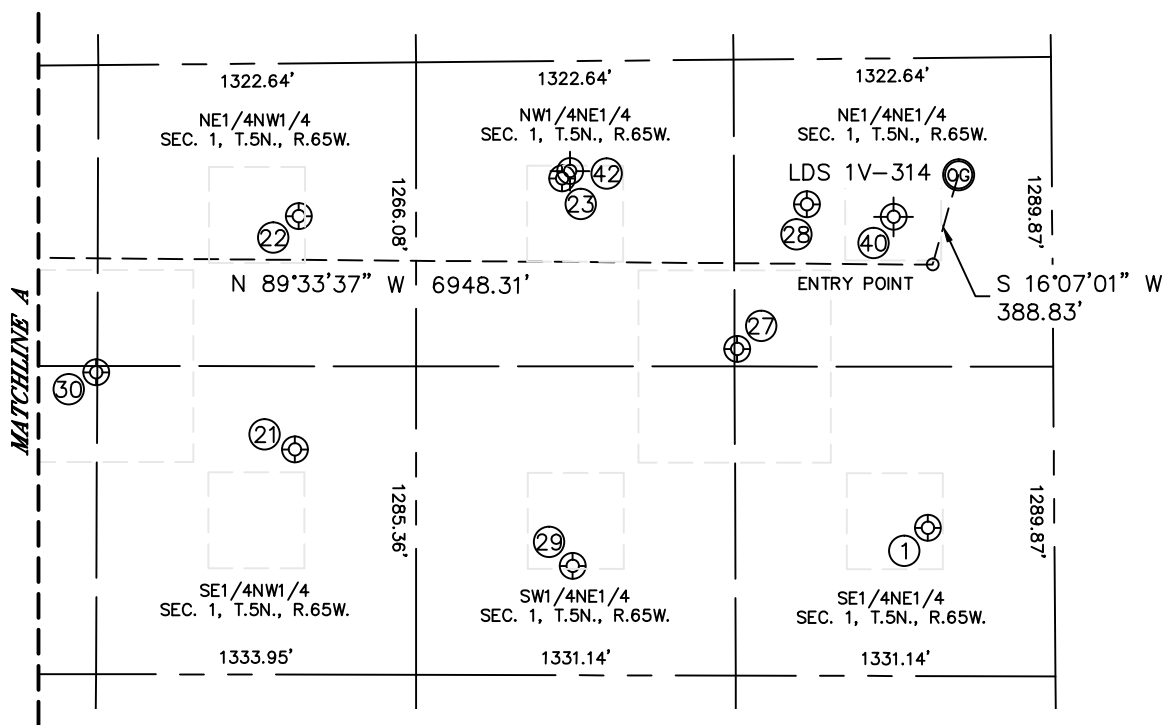 1322.64'
1322.64'
1322.64'
NE1/4NW1/4
SEC. 1, T.5N., R.65W.
NW1/4NE1/4
SEC. 1, T.5N., R.65W.
NE1/4NE1/4
SEC. 1, T.5N., R.65W.
LDS 1V-314
OG
42
23
22
28
40
1266.08'
1289.87'
N 89°33'37" W
6948.31'
ENTRY POINT
S 16°07'01" W
388.83'
27
MATCHLINE A
30
21
1285.36'
1289.87'
29
1
SE1/4NW1/4
SEC. 1, T.5N., R.65W.
SW1/4NE1/4
SEC. 1, T.5N., R.65W.
SE1/4NE1/4
SEC. 1, T.5N., R.65W.
1333.95'
1331.14'
1331.14'